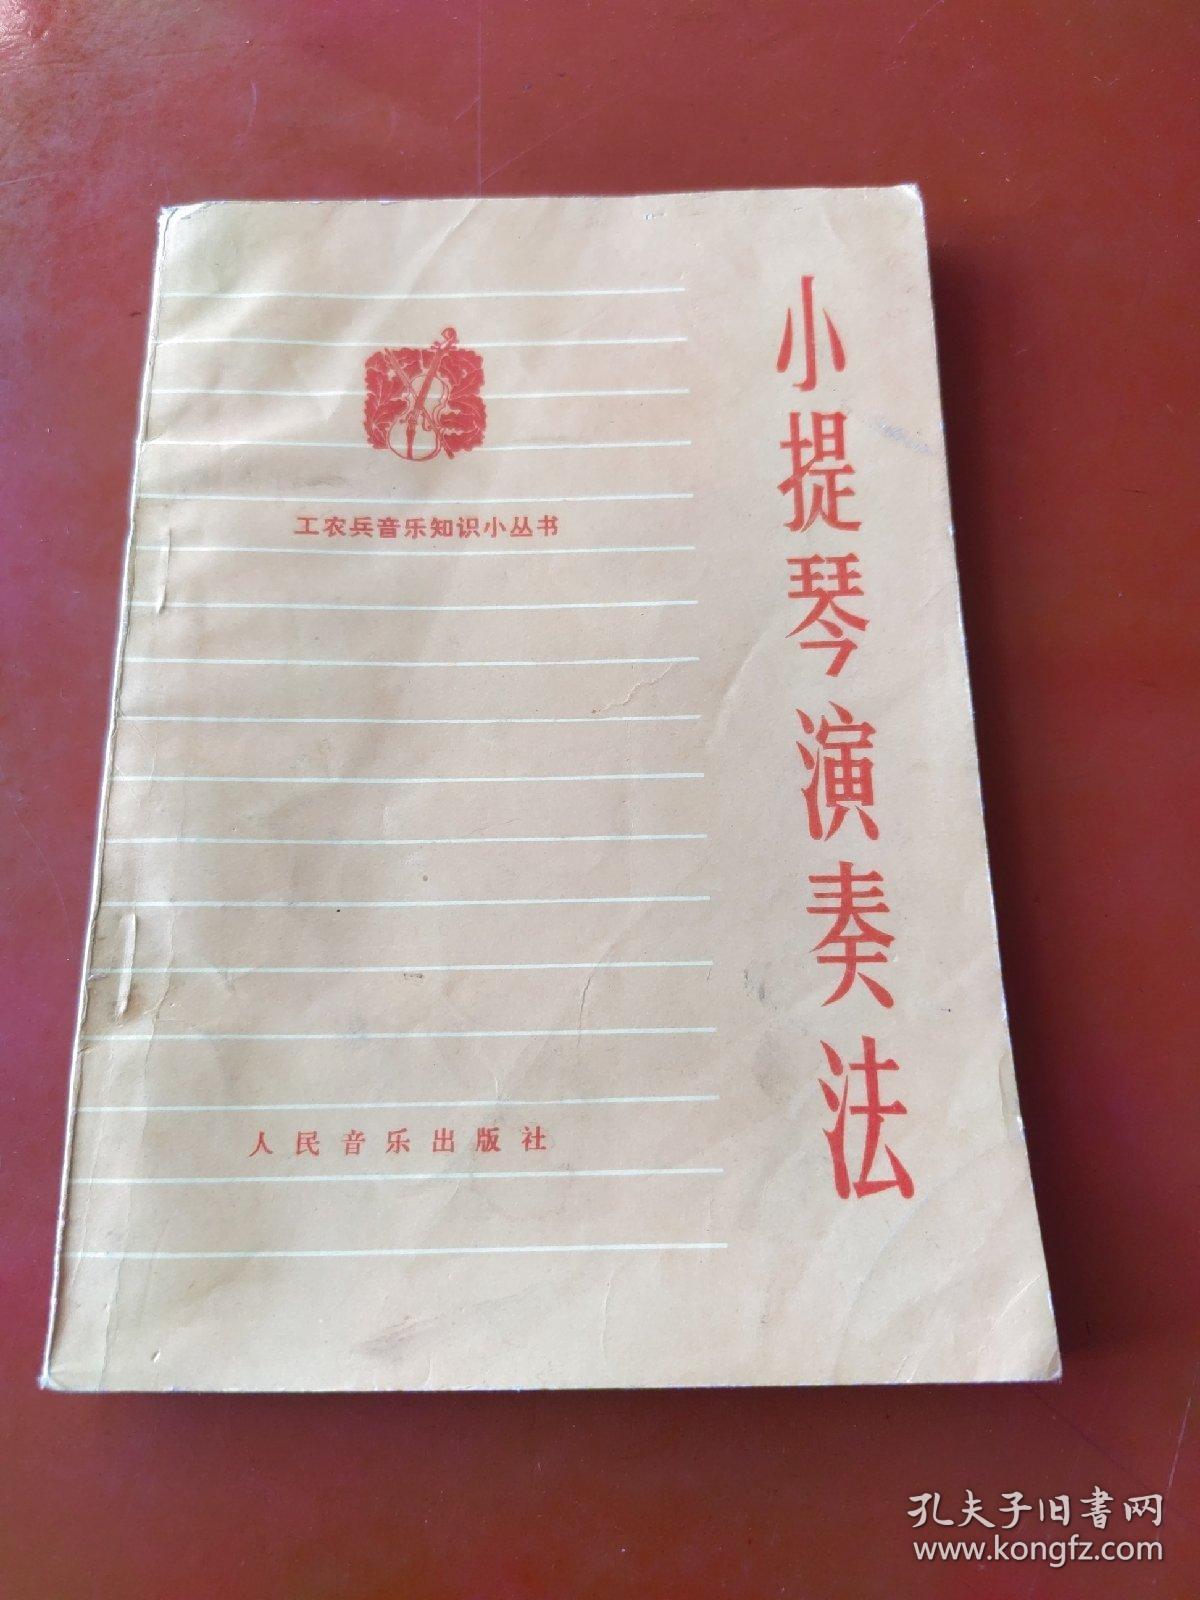 小提琴演奏法
工农兵音乐知识小丛书
人民音乐出版社
孔夫子旧书网
www.kongfz.com